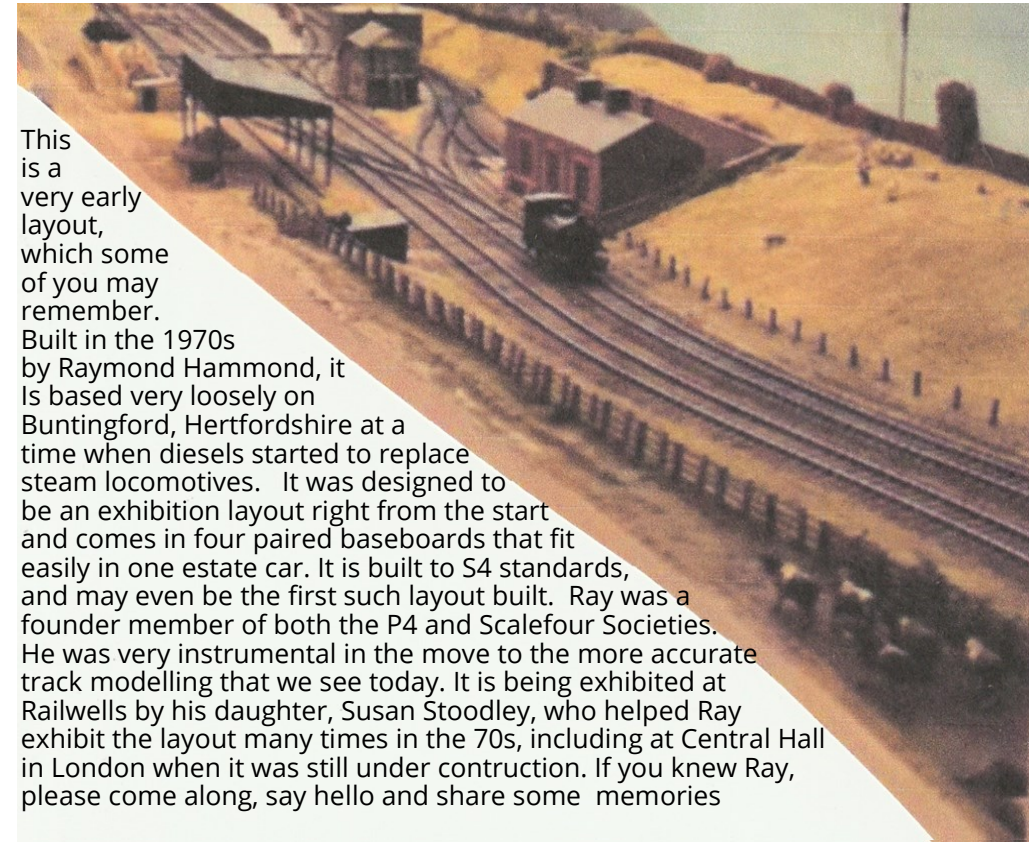 This
is a
very early
layout,
which some
of you may
remember.
Built in the 1970s
by Raymond Hammond, it
Is based very loosely on
Buntingford, Hertfordshire at a
time when diesels started to replace
steam locomotives.   It was designed to
be an exhibition layout right from the start
and comes in four paired baseboards that fit
easily in one estate car. It is built to S4 standards,
and may even be the first such layout built.  Ray was a
founder member of both the P4 and Scalefour Societies.
He was very instrumental in the move to the more accurate
track modelling that we see today. It is being exhibited at
Railwells by his daughter, Susan Stoodley, who helped Ray
exhibit the layout many times in the 70s, including at Central Hall
in London when it was still under contruction. If you knew Ray,
please come along, say hello and share some  memories